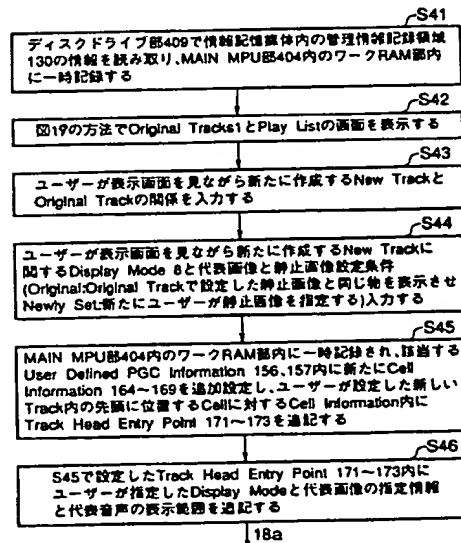 S41
ディスクドライブ部409で情報記憶媒体内の管理情報記録領域
130の情報を読み取り、MAIN MPU部404内のワークRAM部内
に一時記録する
S42
図19の方法でOriginal Tracks1とPlay Listの画面を表示する
S43
ユーザーが表示画面を見ながら新たに作成するNew Trackと
Original Trackの関係を入力する
S44
ユーザーが表示画面を見ながら新たに作成するNew Trackに
関するDisplay Mode 8と代表画像と静止画像設定条件
(Original:Original Trackで設定した静止画像と同じ物を表示させ
Newly Set:新たにユーザーが静止画像を指定する)入力する
S45
MAIN MPU部404内のワークRAM部内に一時記録され、該当する
User Defined PGC Information 156、157内に新たにCell
Information 164~169を追加設定し、ユーザーが設定した新しい
Track内の先頭に位置するCellに対するCell Information内に
Track Head Entry Point 171~173を追記する
S46
S45で設定したTrack Head Entry Point 171~173内に
ユーザーが指定したDisplay Modeと代表画像の指定情報
と代表音声の表示範囲を追記する
18a